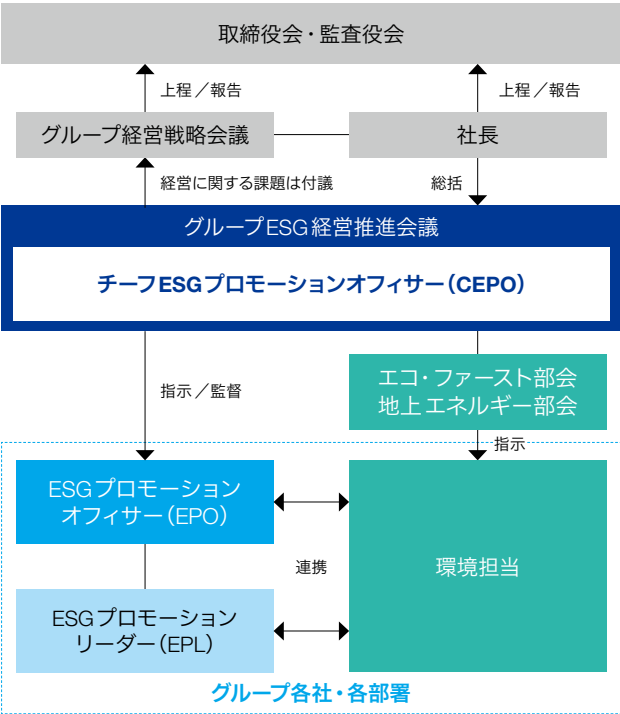 取締役会・監査役会
上程／報告
上程／報告
グループ経営戦略会議
社長
経営に関する課題は付議
総括
グループESG経営推進会議
チーフESGプロモーションオフィサー（CEPO）
指示／監督
エコ・ファースト部会
地上エネルギー部会
指示
ESGプロモーション
オフィサー（EPO）
連携
環境担当
ESGプロモーション
リーダー（EPL）
グループ各社・各部署